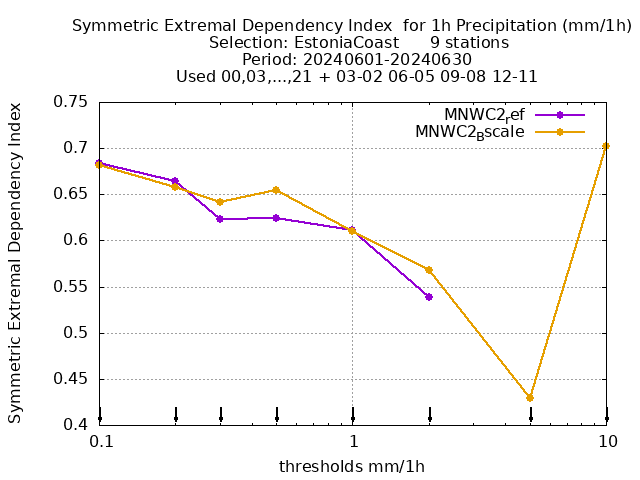 Symmetric Extremal Dependency Index  for 1h Precipitation (mm/1h)
Selection: EstoniaCoast      9 stations
Period: 20240601-20240630
Used 00,03,...,21 + 03-02 06-05 09-08 12-11
MNWC2ref
MNWC2Bscale
Symmetric Extremal Dependency Index
0.75
0.7
0.65
0.6
0.55
0.5
0.45
0.4
0.1 1 10
thresholds mm/1h